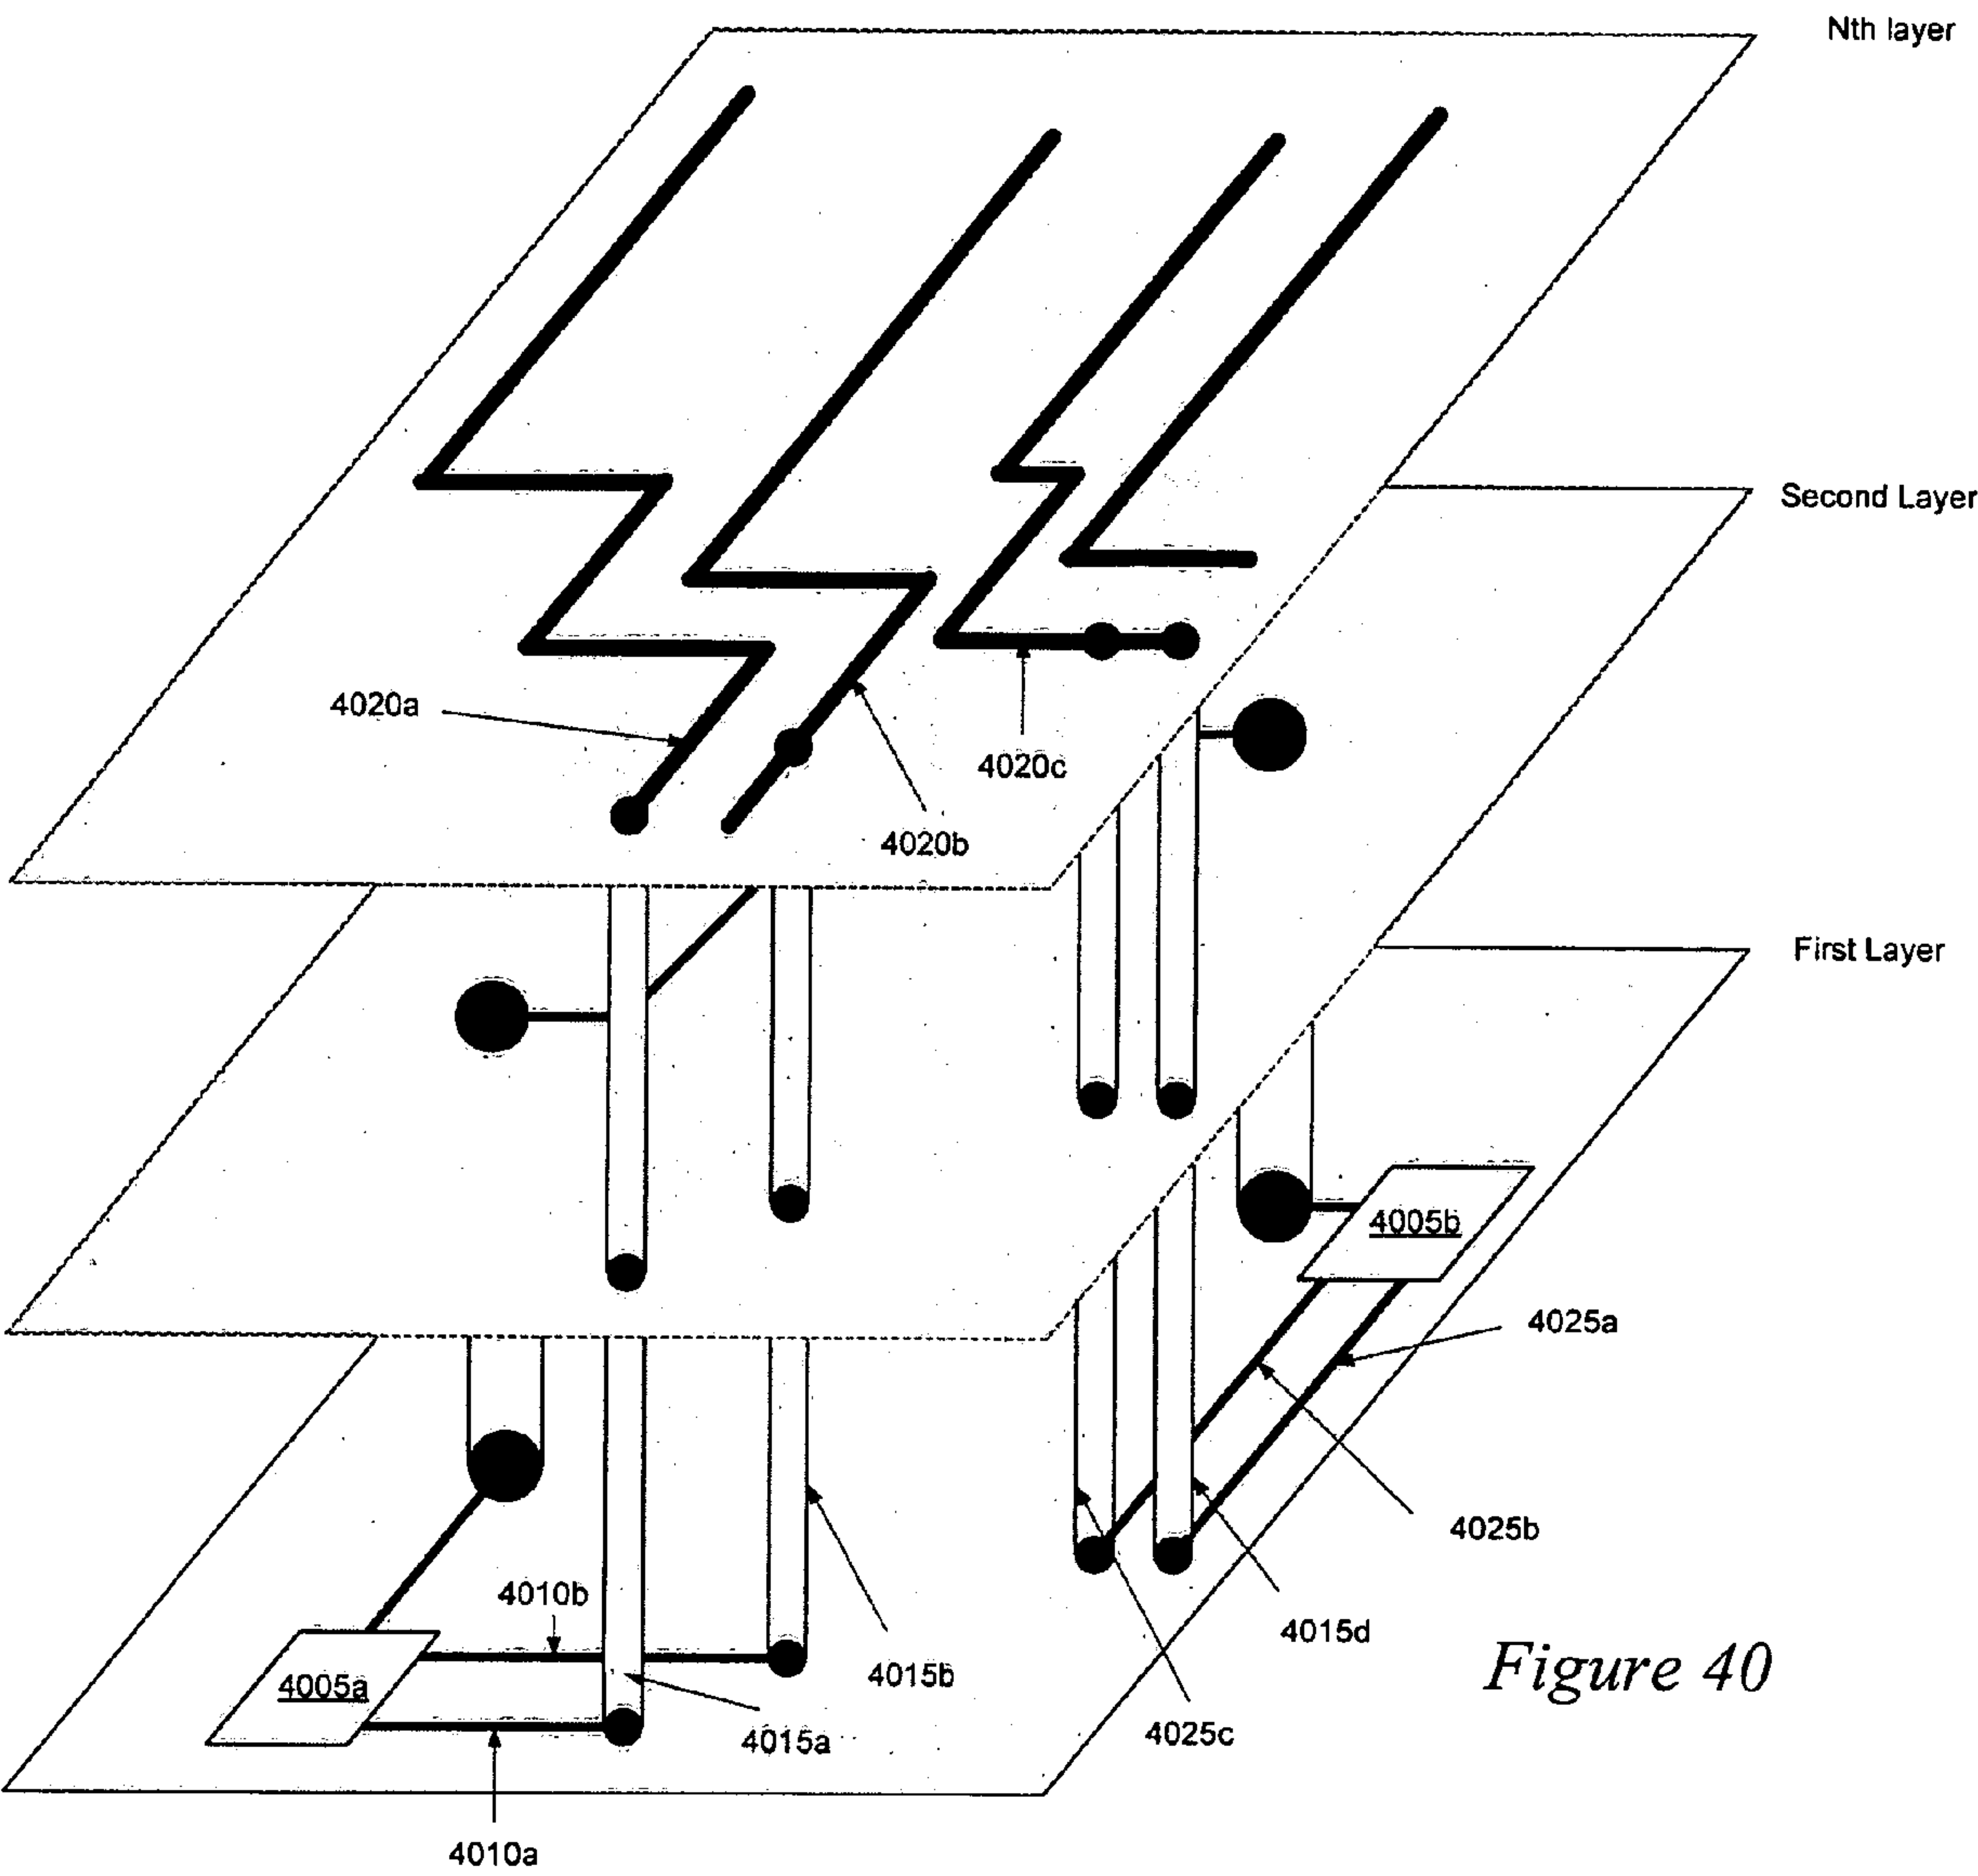 Nth layer
Second Layer
4020a
4020c
4020b
First Layer
4005b
4025a
4025b
4010b
4015d
4015b
4005a
4015a
4025c
Figure 40
4010a